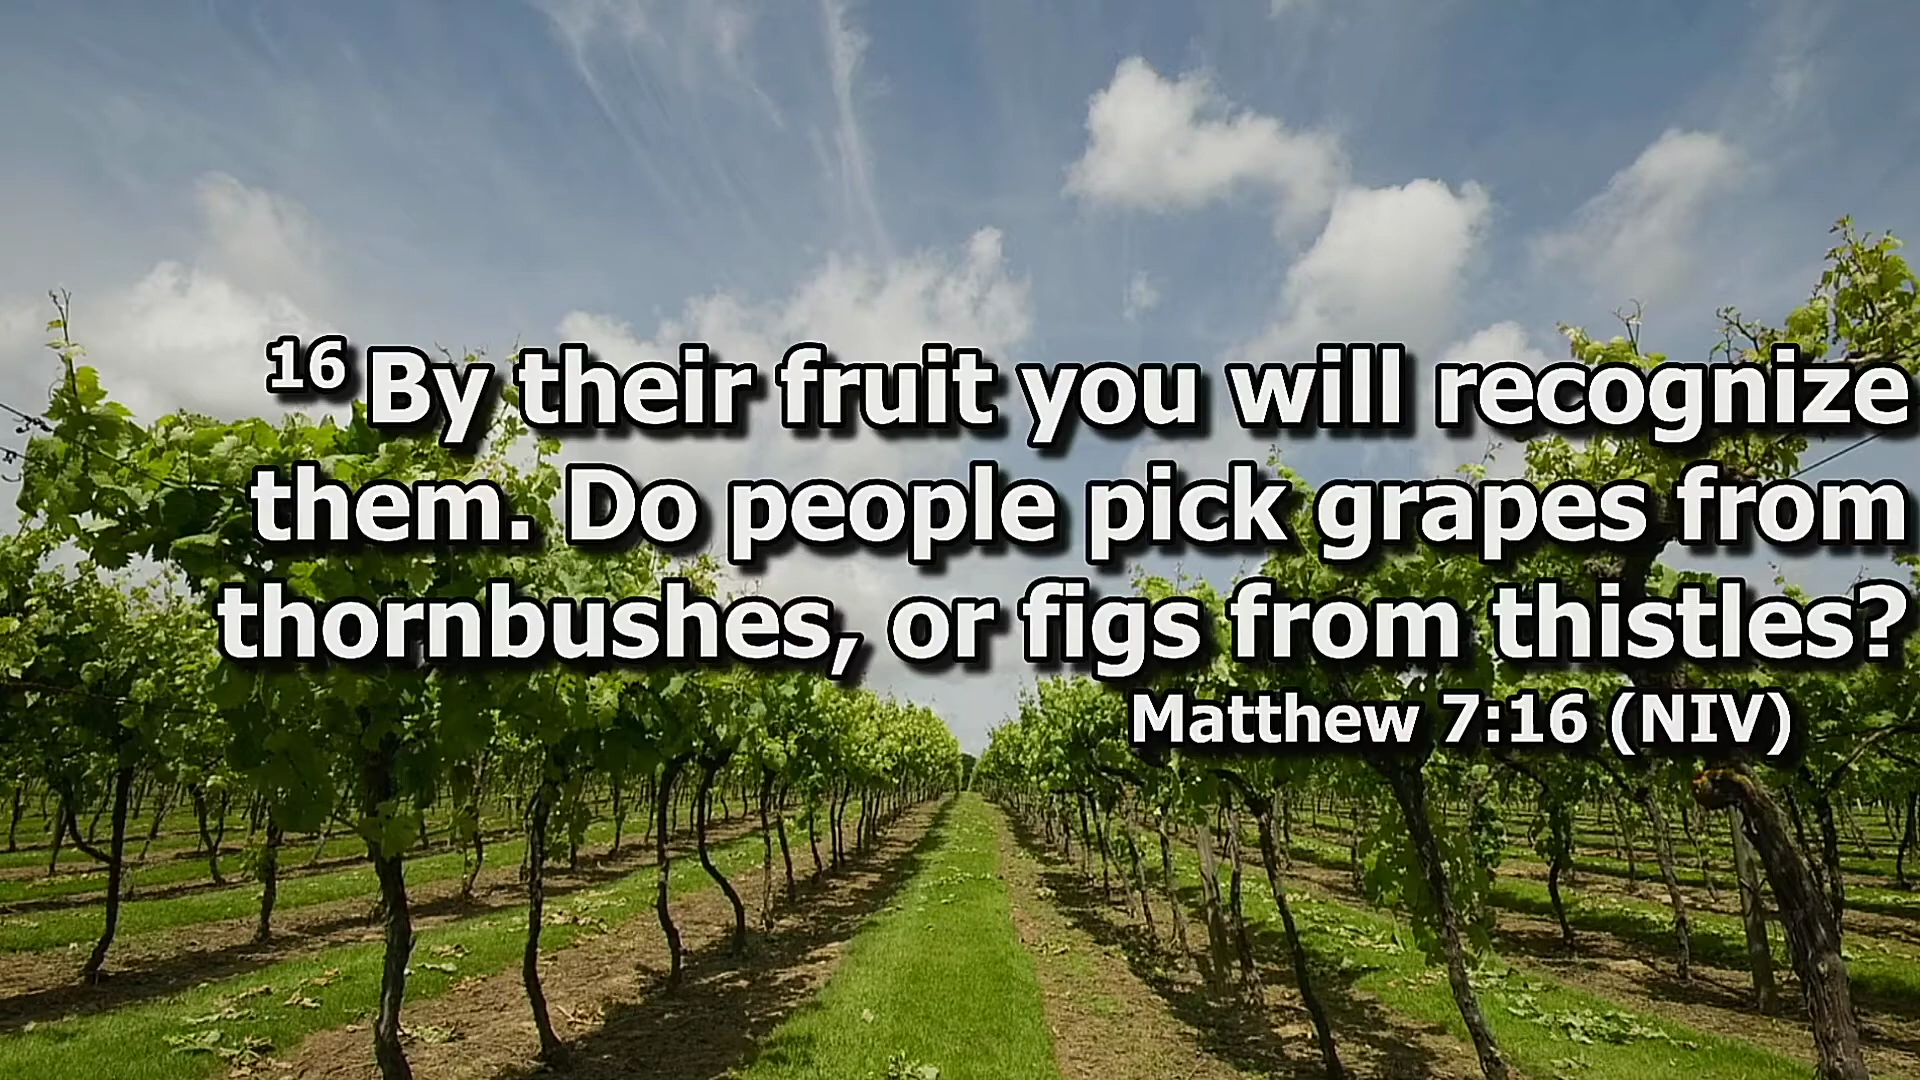 16 By their fruit you will recognize
them. Do people pick grapes from
thornbushes, or figs from thistles?
Matthew 7:16 (NIV)